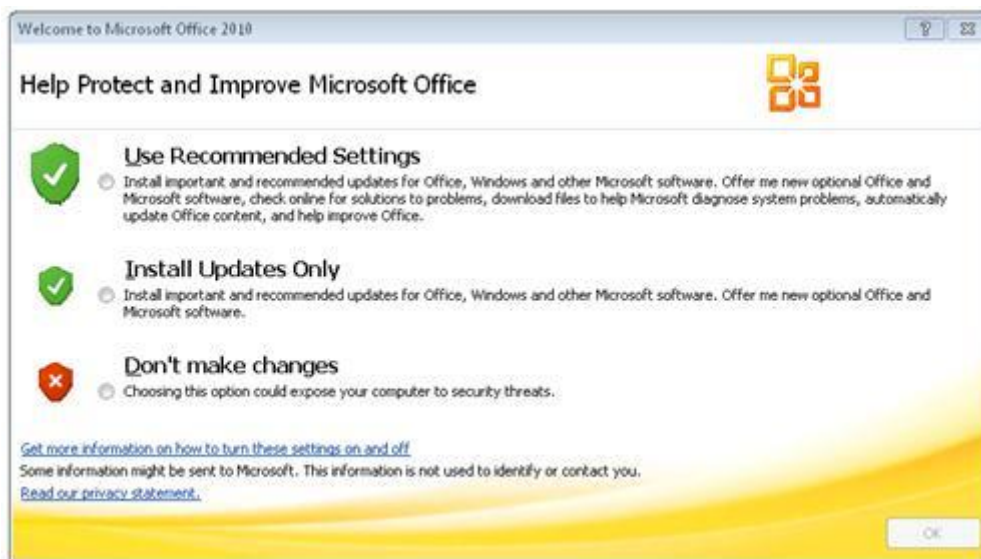 Welcome to Microsoft Office 2010
Help Protect and Improve Microsoft Office
Use Recommended Settings
Install important and recommended updates for Office, Windows and other Microsoft software. Offer me new optional Office and
Microsoft software, check online for solutions to problems, download files to help Microsoft diagnose system problems, automatically
update Office content, and help improve Office.
Install Updates Only
Install important and recommended updates for Office, Windows and other Microsoft software. Offer me new optional Office and
Microsoft software.
Don't make changes
Choosing this option could expose your computer to security threats.
Get more information on how to turn these settings on and off
Some information might be sent to Microsoft. This information is not used to identify or contact you.
Read our privacy statement.
OK